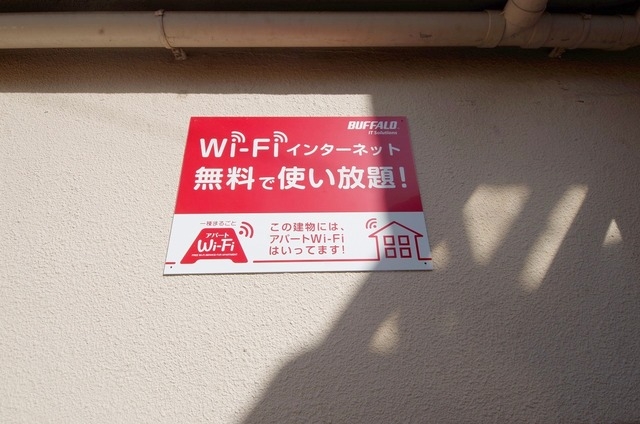 BUFFALO
IT Solutions
Wi-Fi インターネット
無料で使い放題!
一棟まるごと
アパート
Wi-Fi
この建物には、
アパートWi-Fi
はいってます!